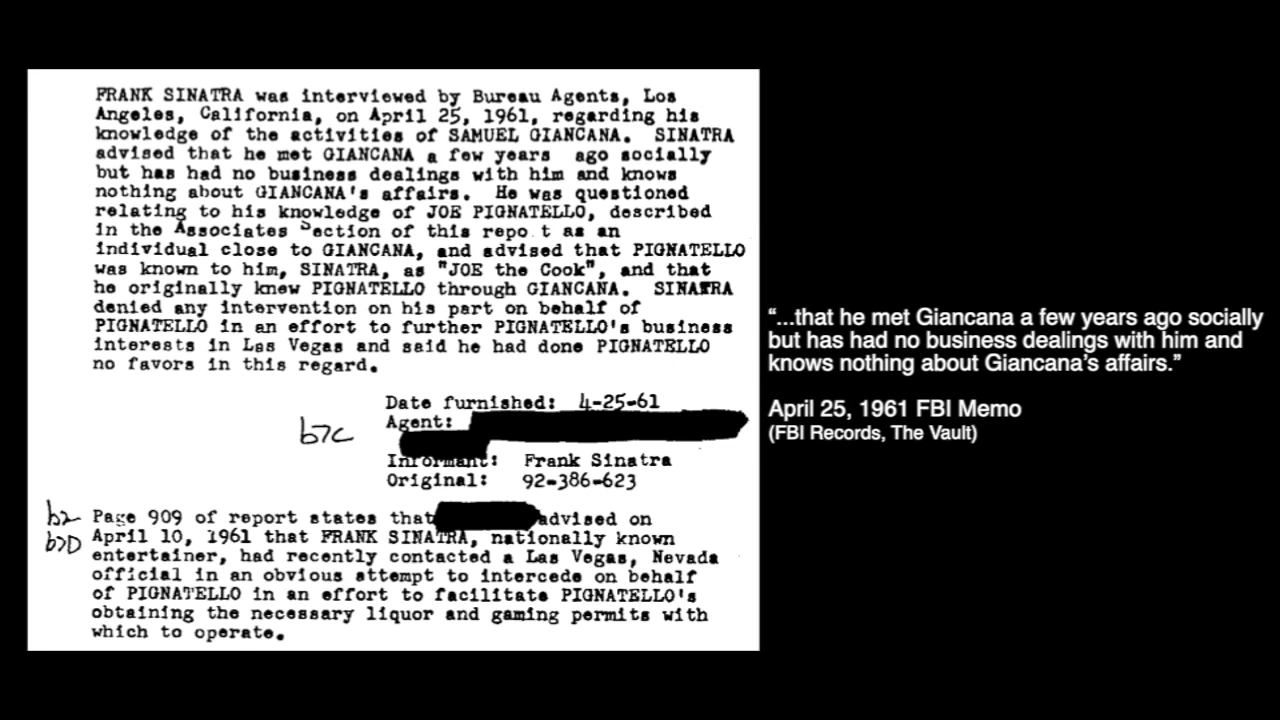 FRANK SINATRA was interviewed by Bureau Agents, Los
Angeles, California, on April 25, 1961, regarding his
knowledge of the activities of SAMUEL GIANCANA. SINATRA
advised that he met GIANCANA a few years ago socially
but has had no business dealings with him and knows
nothing about GIANCANA's affairs. He was questioned
relating to his knowledge of JOE PIGNATELLO, described
in the Associates Section of this repo t as an
individual close to GIANCANA, and advised that PIGNATELLO
was known to him, SINATRA, as "JOE the Cook", and that
he originally knew PIGNATELLO through GIANCANA. SINATRA
denied any intervention on his part on behalf of
PIGNATELLO in an effort to further PIGNATELLO's business
interests in Las Vegas and said he had done PIGNATELLO
no favors in this regard.
Date furnished: 4-25-61
b7c Agent:
Informant: Frank Sinatra
Original: 92-386-623
b2 Page 909 of report states that advised on
b7D April 10, 1961 that FRANK SINATRA, nationally known
entertainer, had recently contacted a Las Vegas, Nevada
official in an obvious attempt to intercede on behalf
of PIGNATELLO in an effort to facilitate PIGNATELLO's
obtaining the necessary liquor and gaming permits with
which to operate.
“...that he met Giancana a few years ago socially
but has had no business dealings with him and
knows nothing about Giancana’s affairs.”
April 25, 1961 FBI Memo
(FBI Records, The Vault)